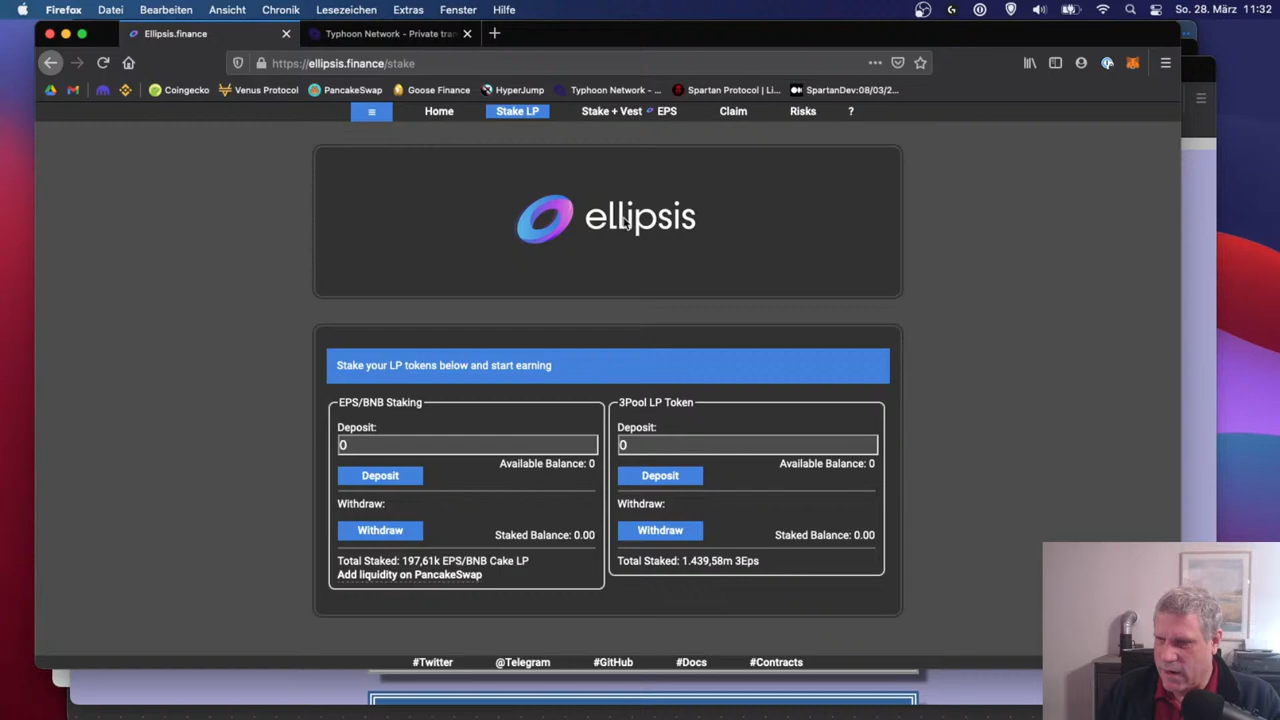 Firefox Datei Bearbeiten Ansicht Chronik Lesezeichen Extras Fenster Hilfe So. 28. März 11:32
Ellipsis.finance Typhoon Network - Private tran
https://ellipsis.finance/stake
Coingecko Venus Protocol PancakeSwap Goose Finance HyperJump Typhoon Network - ... Spartan Protocol | Li... SpartanDev:08/03/2...
Home Stake LP Stake + Vest EPS Claim Risks ?
ellipsis
Stake your LP tokens below and start earning
EPS/BNB Staking
Deposit:
0
Available Balance: 0
Deposit
Withdraw:
Withdraw
Staked Balance: 0.00
Total Staked: 197,61k EPS/BNB Cake LP
Add liquidity on PancakeSwap
3Pool LP Token
Deposit:
0
Available Balance: 0
Deposit
Withdraw:
Withdraw
Staked Balance: 0.00
Total Staked: 1.439,58m 3Eps
#Twitter @Telegram #GitHub #Docs #Contracts